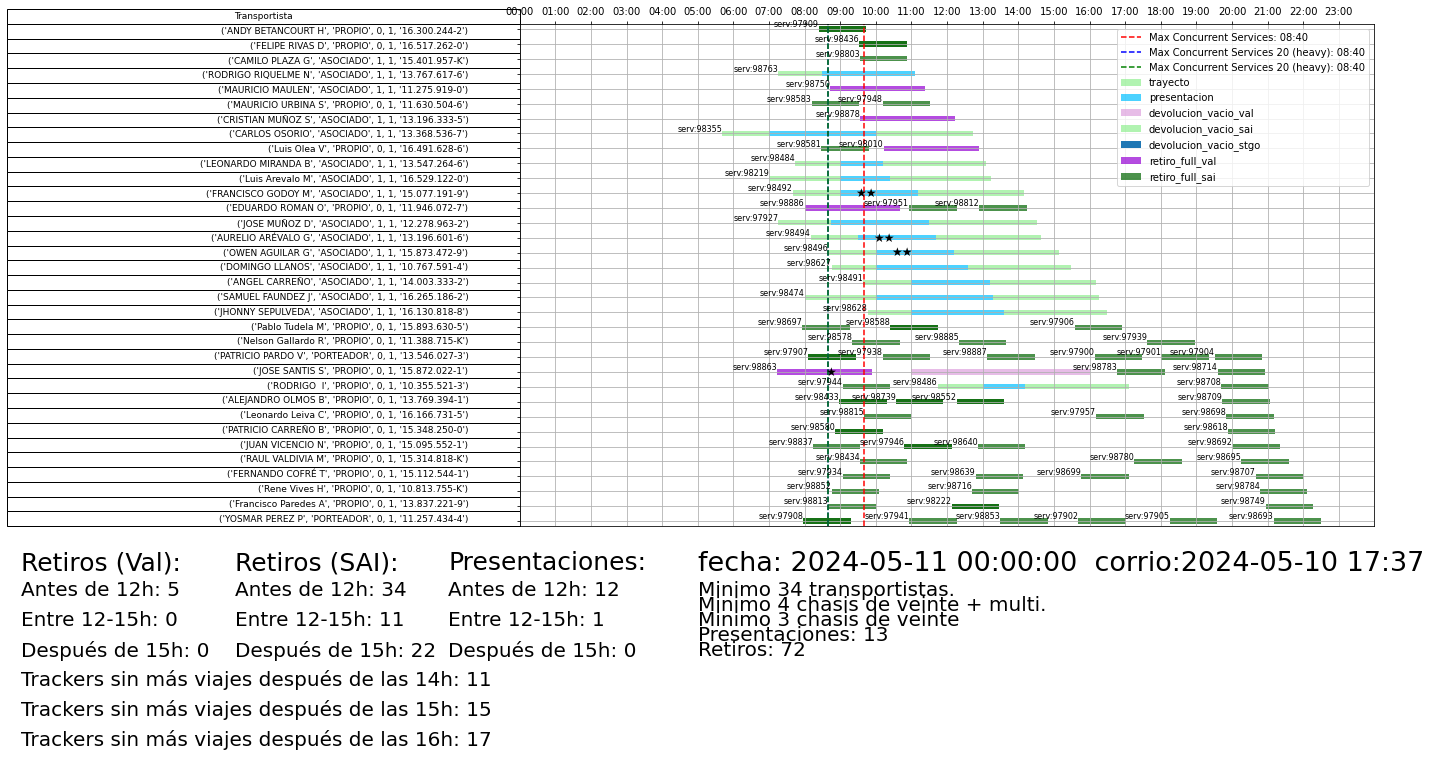 Transportista
00:00 01:00 02:00 03:00 04:00 05:00 06:00 07:00 08:00 09:00 10:00 11:00 12:00 13:00 14:00 15:00 16:00 17:00 18:00 19:00 20:00 21:00 22:00 23:00
('ANDY BETANCOURT H', 'PROPIO', 0, 1, '16.300.244-2') serv:97909
('FELIPE RIVAS D', 'PROPIO', 0, 1, '16.517.262-0') serv:98436
('CAMILO PLAZA G', 'ASOCIADO', 1, 1, '15.401.957-K') serv:98803
('RODRIGO RIQUELME N', 'ASOCIADO', 1, 1, '13.767.617-6') serv:98763
('MAURICIO MAULEN', 'ASOCIADO', 1, 1, '11.275.919-0') serv:98750
('MAURICIO URBINA S', 'PROPIO', 0, 1, '11.630.504-6') serv:98583 serv:97948
('CRISTIAN MUÑOZ S', 'ASOCIADO', 1, 1, '13.196.333-5') serv:98878
('CARLOS OSORIO', 'ASOCIADO', 1, 1, '13.368.536-7') serv:98355
('Luis Olea V', 'PROPIO', 0, 1, '16.491.628-6') serv:98581 serv:98010
('LEONARDO MIRANDA B', 'ASOCIADO', 1, 1, '13.547.264-6') serv:98484
('Luis Arevalo M', 'ASOCIADO', 1, 1, '16.529.122-0') serv:98219
('FRANCISCO GODOY M', 'ASOCIADO', 1, 1, '15.077.191-9') serv:98492
('EDUARDO ROMAN O', 'PROPIO', 0, 1, '11.946.072-7') serv:98886 serv:97951 serv:98812
('JOSE MUÑOZ D', 'ASOCIADO', 1, 1, '12.278.963-2') serv:97927
('AURELIO ARÉVALO G', 'ASOCIADO', 1, 1, '13.196.601-6') serv:98494
('OWEN AGUILAR G', 'ASOCIADO', 1, 1, '15.873.472-9') serv:98496
('DOMINGO LLANOS', 'ASOCIADO', 1, 1, '10.767.591-4') serv:98627
('ANGEL CARREÑO', 'ASOCIADO', 1, 1, '14.003.333-2') serv:98491
('SAMUEL FAUNDEZ J', 'ASOCIADO', 1, 1, '16.265.186-2') serv:98474
('JHONNY SEPULVEDA', 'ASOCIADO', 1, 1, '16.130.818-8') serv:98628
('Pablo Tudela M', 'PROPIO', 0, 1, '15.893.630-5') serv:98697 serv:98588 serv:97906
('Nelson Gallardo R', 'PROPIO', 0, 1, '11.388.715-K') serv:98578 serv:98885 serv:97939
('PATRICIO PARDO V', 'PORTEADOR', 0, 1, '13.546.027-3') serv:97907 serv:97938 serv:98887 serv:97900 serv:97901 serv:97904
('JOSE SANTIS S', 'PROPIO', 0, 1, '15.872.022-1') serv:98863 serv:98783 serv:98714
('RODRIGO  I', 'PROPIO', 0, 1, '10.355.521-3') serv:97944 serv:98486 serv:98708
('ALEJANDRO OLMOS B', 'PROPIO', 0, 1, '13.769.394-1') serv:98433 serv:98739 serv:98552 serv:98709
('Leonardo Leiva C', 'PROPIO', 0, 1, '16.166.731-5') serv:98815 serv:97957 serv:98698
('PATRICIO CARREÑO B', 'PROPIO', 0, 1, '15.348.250-0') serv:98580 serv:98618
('JUAN VICENCIO N', 'PROPIO', 0, 1, '15.095.552-1') serv:98837 serv:97946 serv:98640 serv:98692
('RAUL VALDIVIA M', 'PROPIO', 0, 1, '15.314.818-K') serv:98434 serv:98780 serv:98695
('FERNANDO COFRÉ T', 'PROPIO', 0, 1, '15.112.544-1') serv:97934 serv:98639 serv:98699 serv:98707
('Rene Vives H', 'PROPIO', 0, 1, '10.813.755-K') serv:98716 serv:98784
('Francisco Paredes A', 'PROPIO', 0, 1, '13.837.221-9') serv:98813 serv:98222 serv:98749
('YOSMAR PEREZ P', 'PORTEADOR', 0, 1, '11.257.434-4') serv:97908 serv:97941 serv:98853 serv:97902 serv:97905 serv:98693
Max Concurrent Services: 08:40
Max Concurrent Services 20 (heavy): 08:40
Max Concurrent Services 20 (heavy): 08:40
trayecto
presentacion
devolucion_vacio_val
devolucion_vacio_sai
devolucion_vacio_stgo
retiro_full_val
retiro_full_sai
Retiros (Val):
Antes de 12h: 5
Entre 12-15h: 0
Después de 15h: 0
Retiros (SAI):
Antes de 12h: 34
Entre 12-15h: 11
Después de 15h: 22
Presentaciones:
Antes de 12h: 12
Entre 12-15h: 1
Después de 15h: 0
Trackers sin más viajes después de las 14h: 11
Trackers sin más viajes después de las 15h: 15
Trackers sin más viajes después de las 16h: 17
fecha: 2024-05-11 00:00:00  corrio:2024-05-10 17:37
Minimo 34 transportistas.
Minimo 4 chasis de veinte + multi.
Minimo 3 chasis de veinte
Presentaciones: 13
Retiros: 72